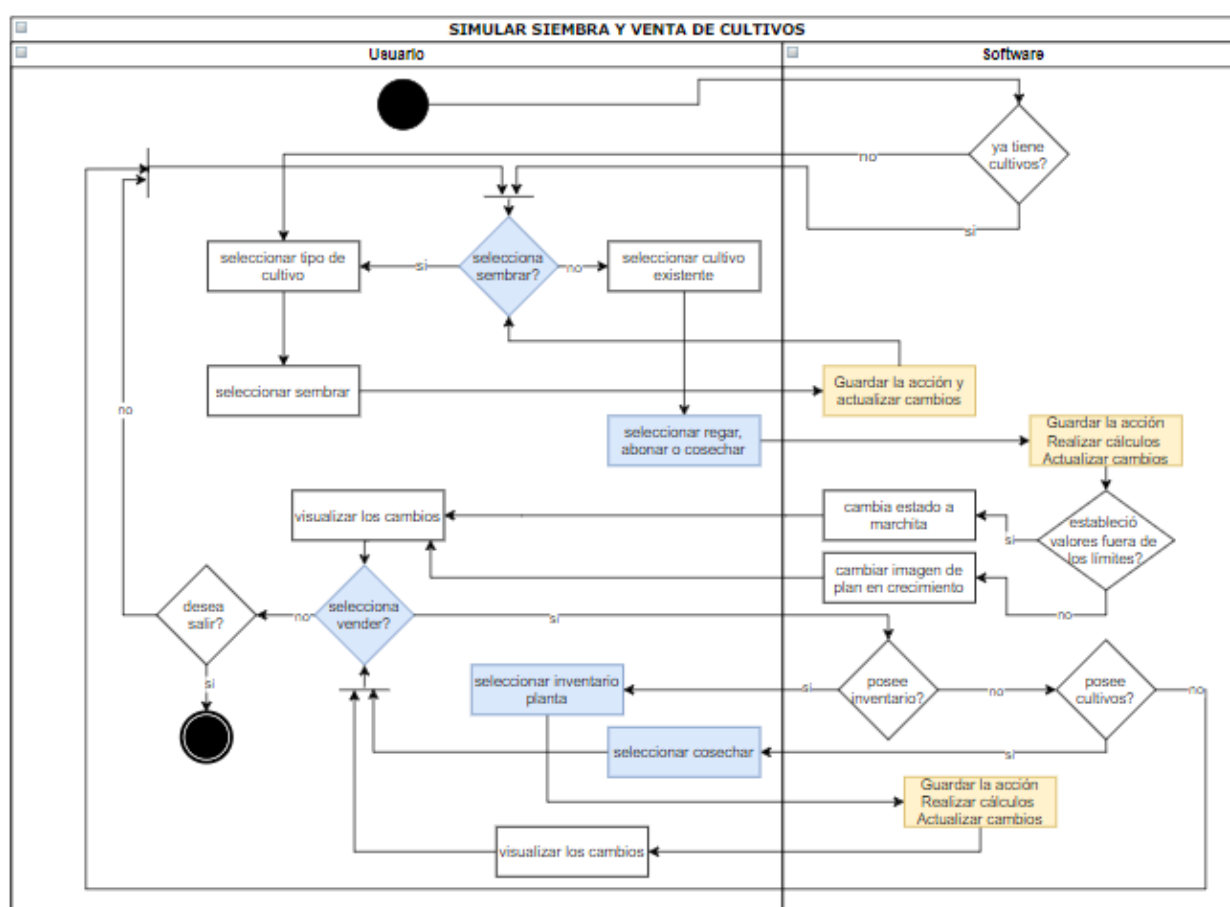 SIMULAR SIEMBRA Y VENTA DE CULTIVOS
Usuario
Software
ya tiene
cultivos?
no
si
seleccionar tipo de
cultivo
si
selecciona
sembrar?
no
seleccionar cultivo
existente
seleccionar sembrar
Guardar la acción y
actualizar cambios
no
seleccionar regar,
abonar o cosechar
Guardar la acción
Realizar cálculos
Actualizar cambios
visualizar los cambios
cambia estado a
marchita
si
estableció
valores fuera de
los límites?
cambiar imagen de
plan en crecimiento
no
desea
salir?
no
selecciona
vender?
si
si
seleccionar inventario
planta
si
posee
inventario?
no
posee
cultivos?
no
seleccionar cosechar
si
Guardar la acción
Realizar cálculos
Actualizar cambios
visualizar los cambios